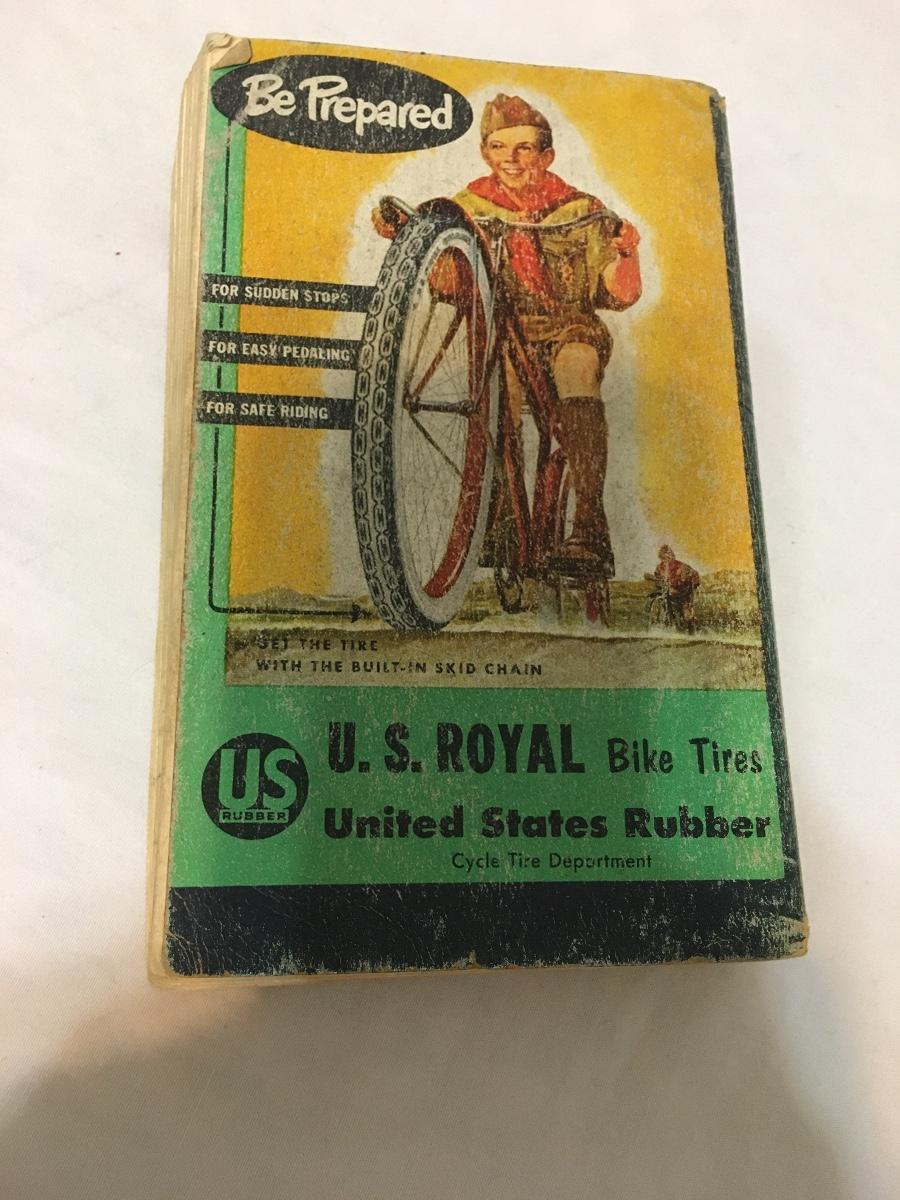 Be Prepared
FOR SUDDEN STOPS
FOR EASY PEDALING
FOR SAFE RIDING
GET THE TIRE
WITH THE BUILT-IN SKID CHAIN
U.S. ROYAL Bike Tires
US
RUBBER
United States Rubber
Cycle Tire Department